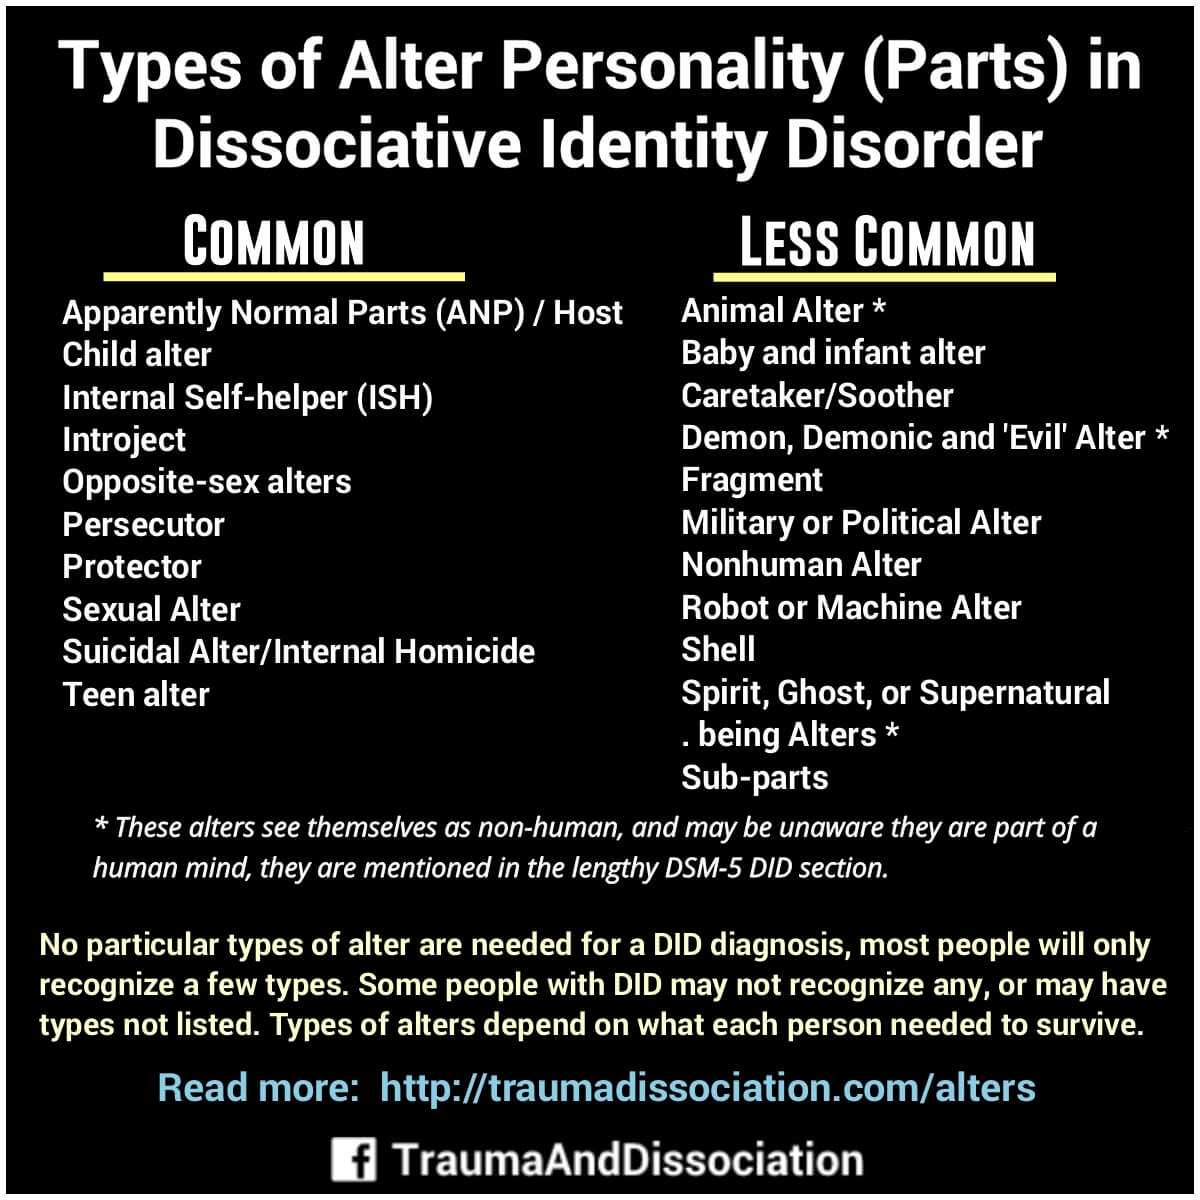 Types of Alter Personality (Parts) in
Dissociative Identity Disorder
COMMON
Apparently Normal Parts (ANP) / Host
Child alter
Internal Self-helper (ISH)
Introject
Opposite-sex alters
Persecutor
Protector
Sexual Alter
Suicidal Alter/Internal Homicide
Teen alter
LESS COMMON
Animal Alter *
Baby and infant alter
Caretaker/Soother
Demon, Demonic and 'Evil' Alter *
Fragment
Military or Political Alter
Nonhuman Alter
Robot or Machine Alter
Shell
Spirit, Ghost, or Supernatural
. being Alters *
Sub-parts
* These alters see themselves as non-human, and may be unaware they are part of a
human mind, they are mentioned in the lengthy DSM-5 DID section.
No particular types of alter are needed for a DID diagnosis, most people will only
recognize a few types. Some people with DID may not recognize any, or may have
types not listed. Types of alters depend on what each person needed to survive.
Read more: http://traumadissociation.com/alters
f TraumaAndDissociation